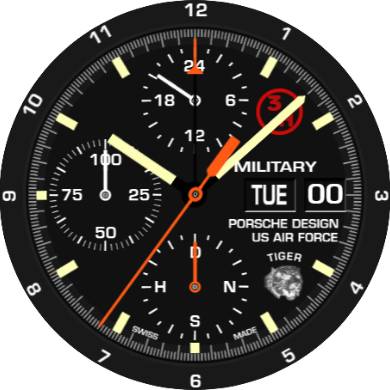 12
11
1
10
2
9
3
8
4
7
5
6
24
18
6
12
31
100
75
25
50
MILITARY
TUE 00
PORSCHE DESIGN
US AIR FORCE
TIGER
D
H
N
S
SWISS
MADE